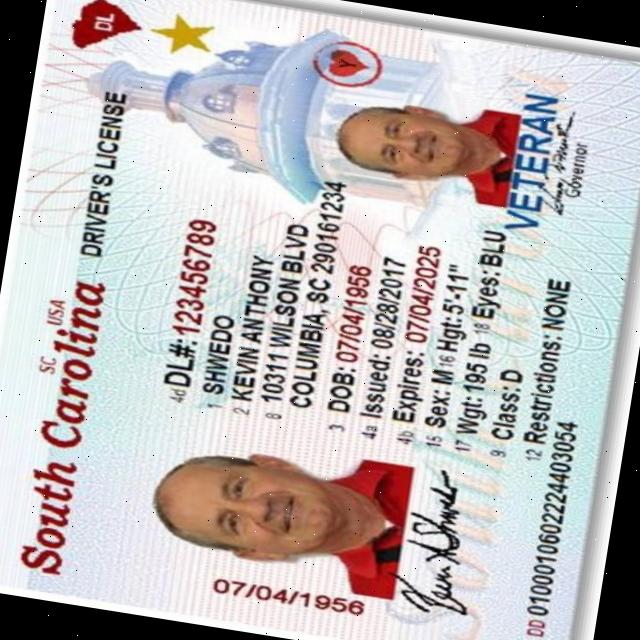 South Carolina
SC USA
DRIVER'S LICENSE
DL
4d DL#:123456789
1 SHWEDO
2 KEVIN ANTHONY
8 10311 WILSON BLVD
COLUMBIA, SC 290161234
3 DOB: 07/04/1956
4a Issued: 08/28/2017
4b Expires: 07/04/2025
15 Sex: M 16 Hgt: 5'-11"
17 Wgt: 195 lb 18 Eyes: BLU
9 Class: D
12 Restrictions: NONE
DD 0100010602224403054
07/04/1956
VETERAN
Governor